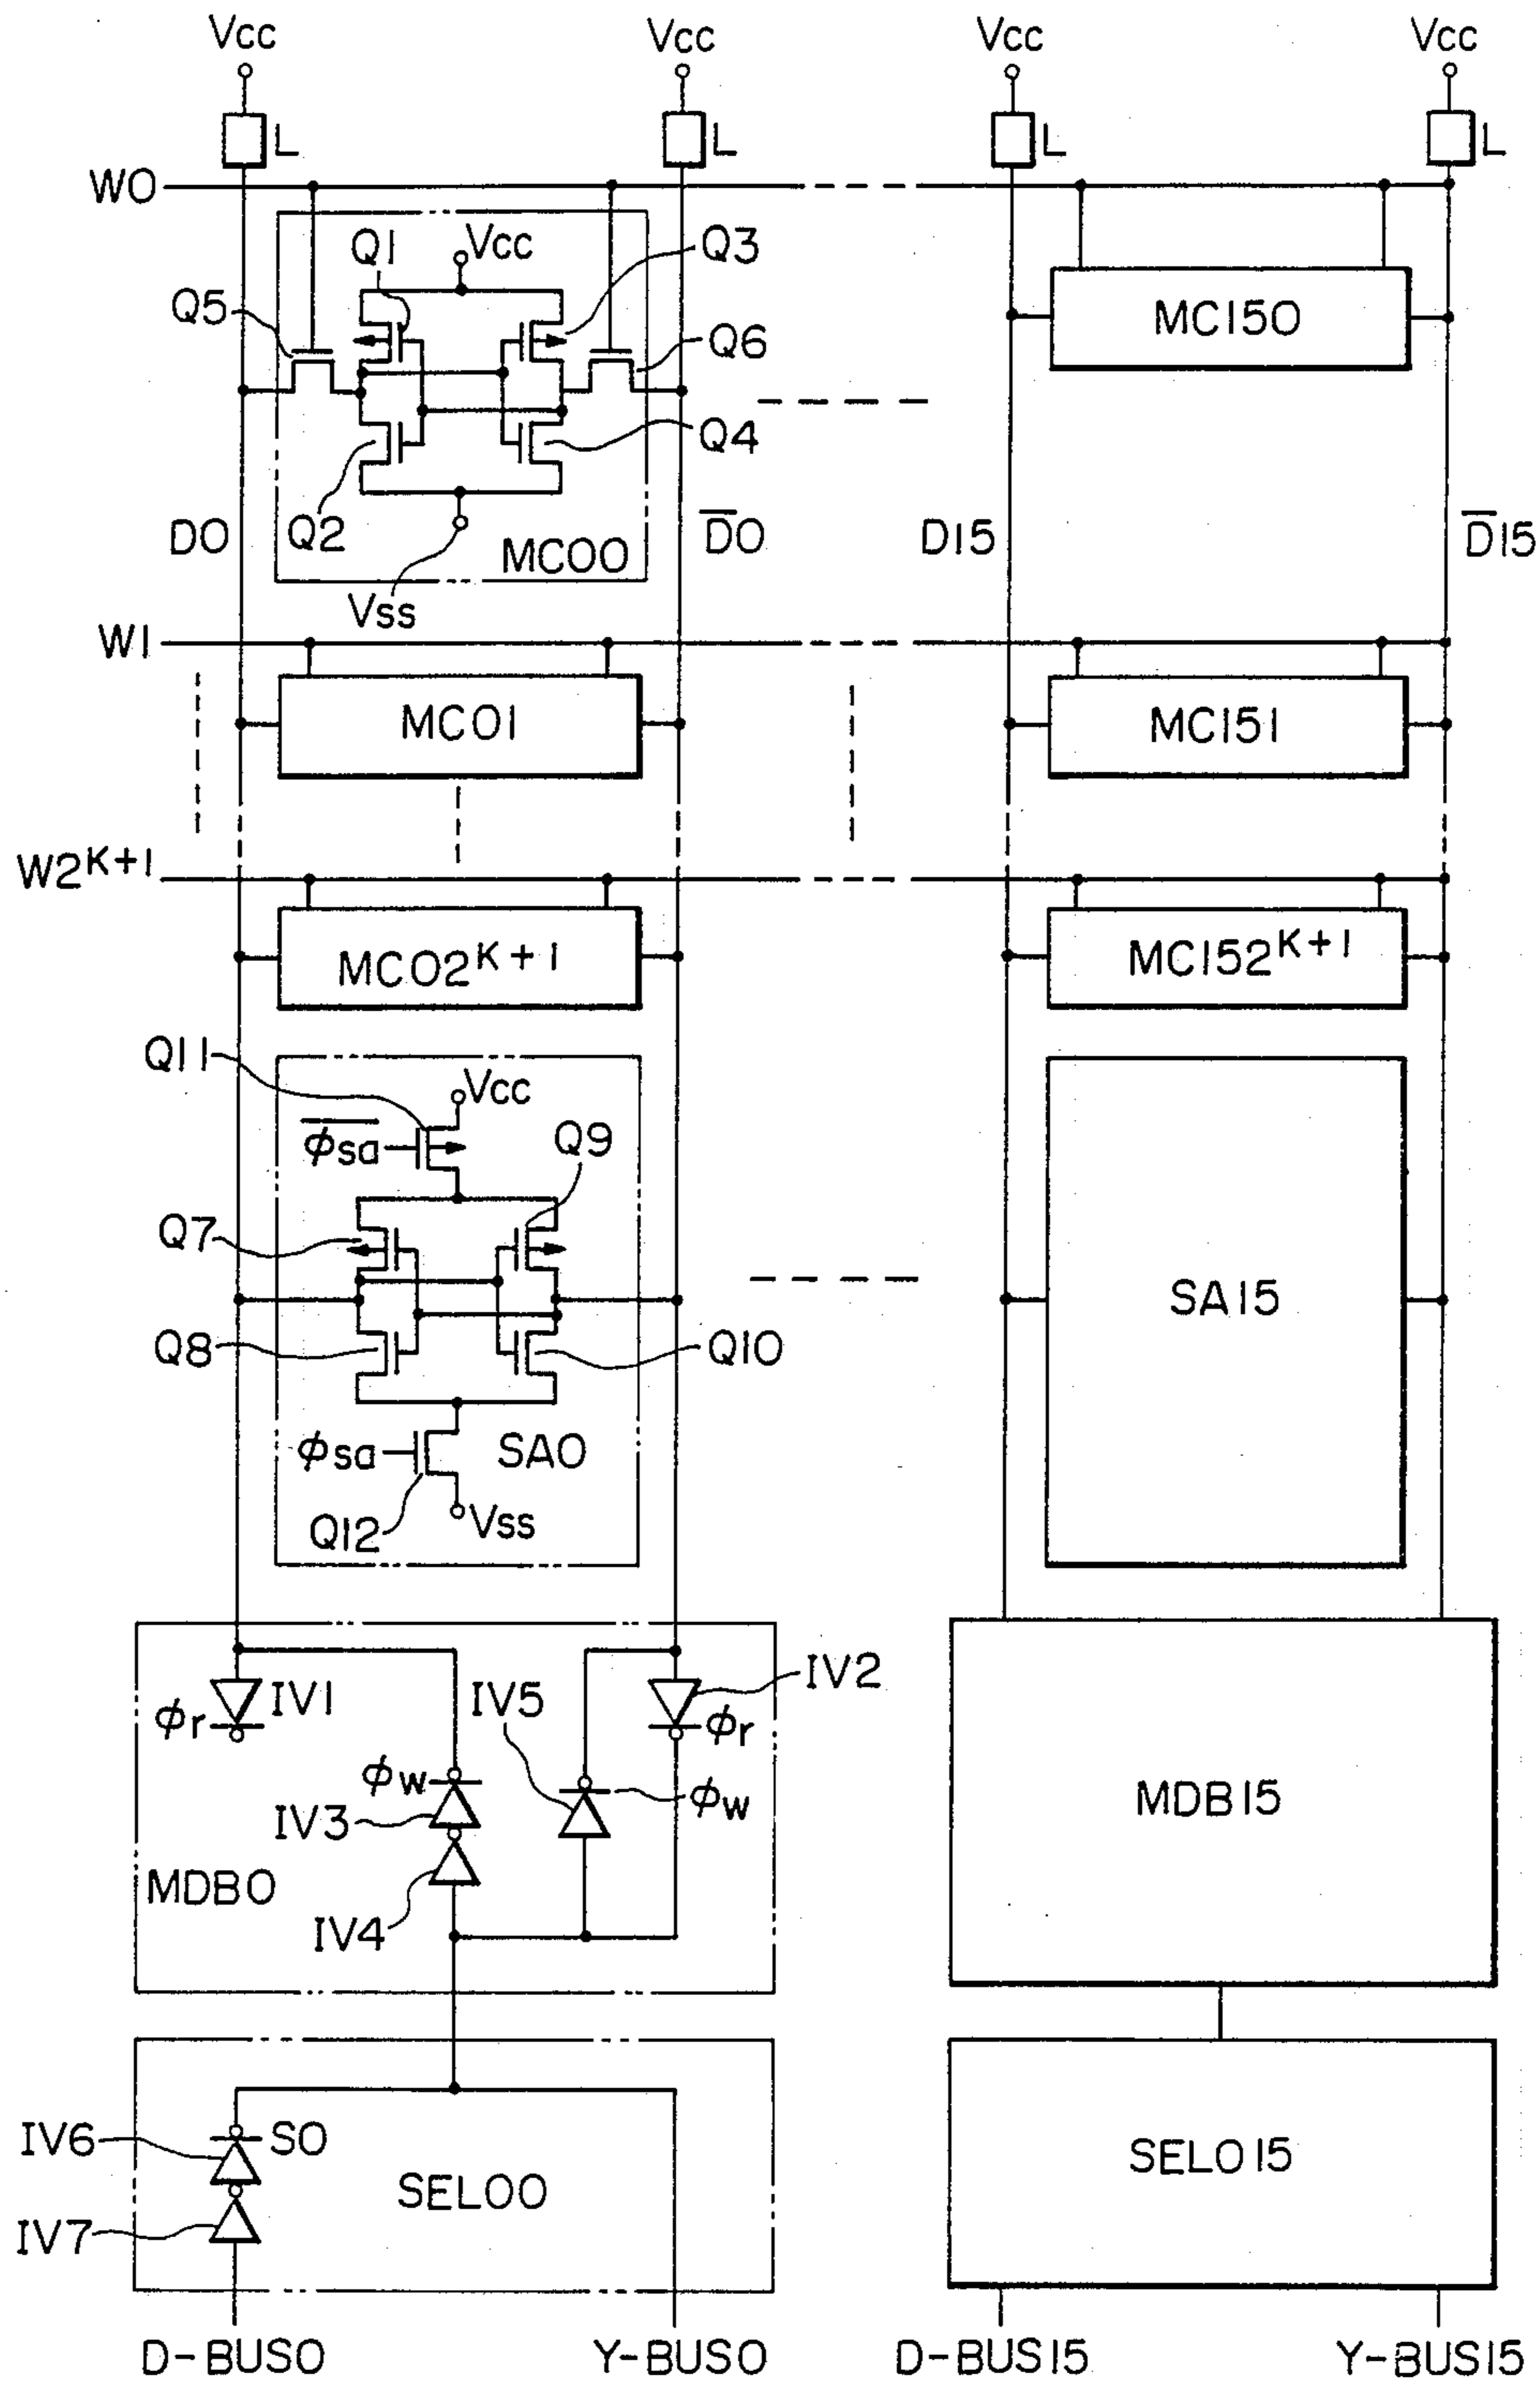 Vcc Vcc Vcc Vcc
L L L L
W0
Q1 Vcc Q3
Q5 Q6 MC150
Q4
Q2
D0 MC00 D̅0 D15 D̅15
Vss
W1
MC01 MC151
W2ᴷ⁺¹
MC02ᴷ⁺¹ MC152ᴷ⁺¹
Q11 Vcc
φ̅s̅a̅ Q9
Q7
SA15
Q8 Q10
φsa SA0
Q12 Vss
IV1 IV5 IV2
φr φr
φw φw
IV3 MDB15
MDB0
IV4
IV6 S0
SEL00 SEL015
IV7
D-BUS0 Y-BUS0 D-BUS15 Y-BUS15